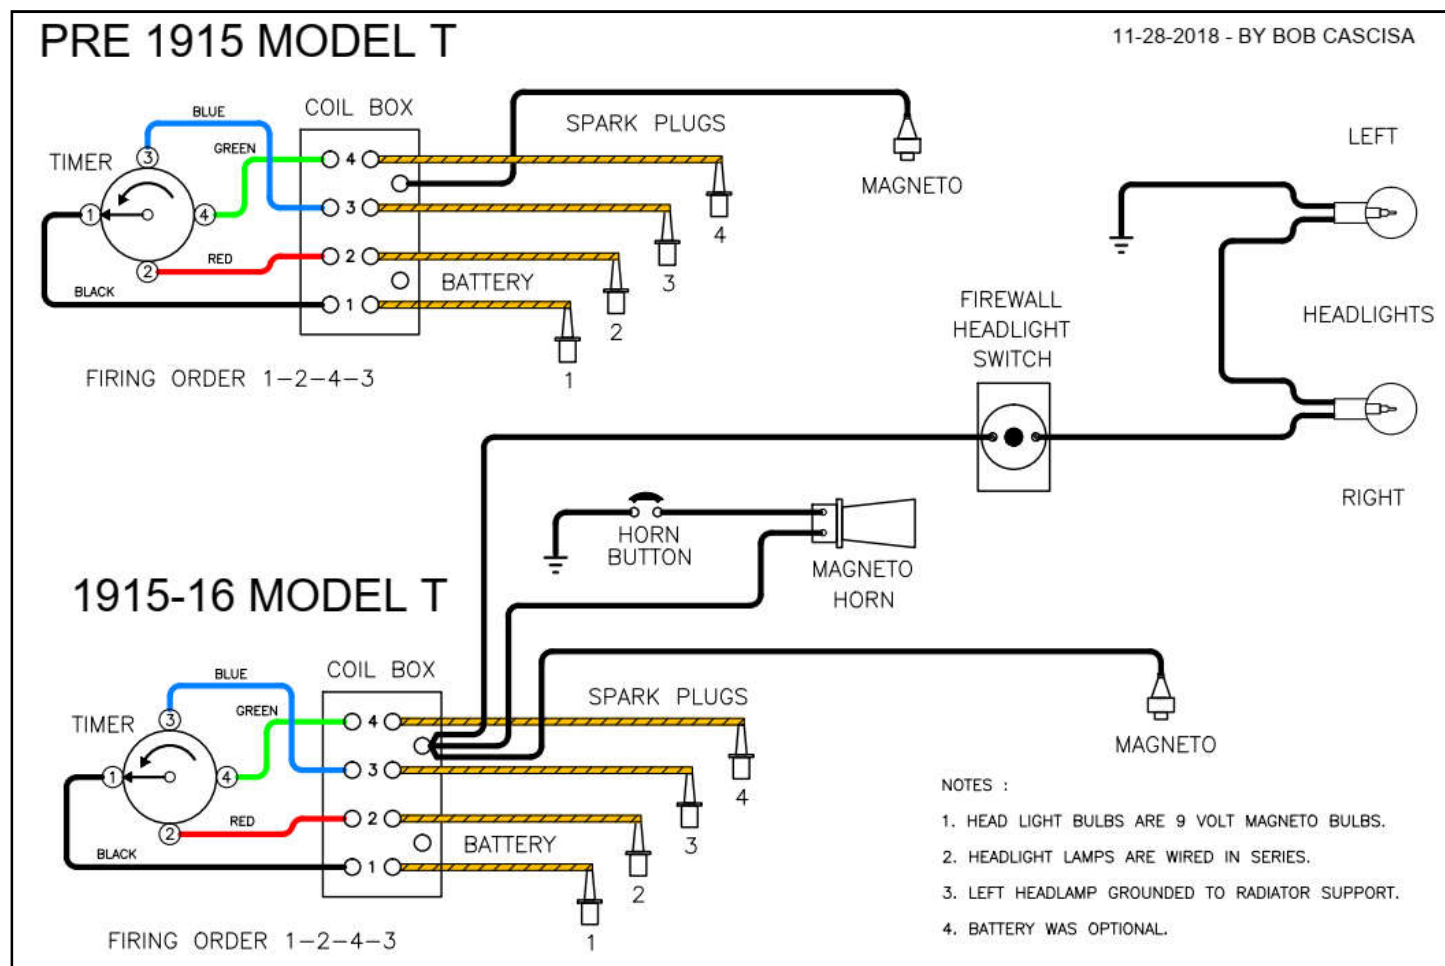 PRE 1915 MODEL T
11-28-2018 - BY BOB CASCISA
COIL BOX
BLUE
SPARK PLUGS
LEFT
GREEN
TIMER
3
4
MAGNETO
1
4
3
4
RED
2
2
BATTERY
3
BLACK
1
2
FIREWALL
HEADLIGHT
SWITCH
HEADLIGHTS
1
FIRING ORDER 1-2-4-3
RIGHT
HORN
BUTTON
MAGNETO
HORN
1915-16 MODEL T
COIL BOX
BLUE
SPARK PLUGS
GREEN
TIMER
3
4
MAGNETO
1
4
3
4
RED
2
2
BATTERY
3
BLACK
1
2
1
FIRING ORDER 1-2-4-3
NOTES :
1. HEAD LIGHT BULBS ARE 9 VOLT MAGNETO BULBS.
2. HEADLIGHT LAMPS ARE WIRED IN SERIES.
3. LEFT HEADLAMP GROUNDED TO RADIATOR SUPPORT.
4. BATTERY WAS OPTIONAL.